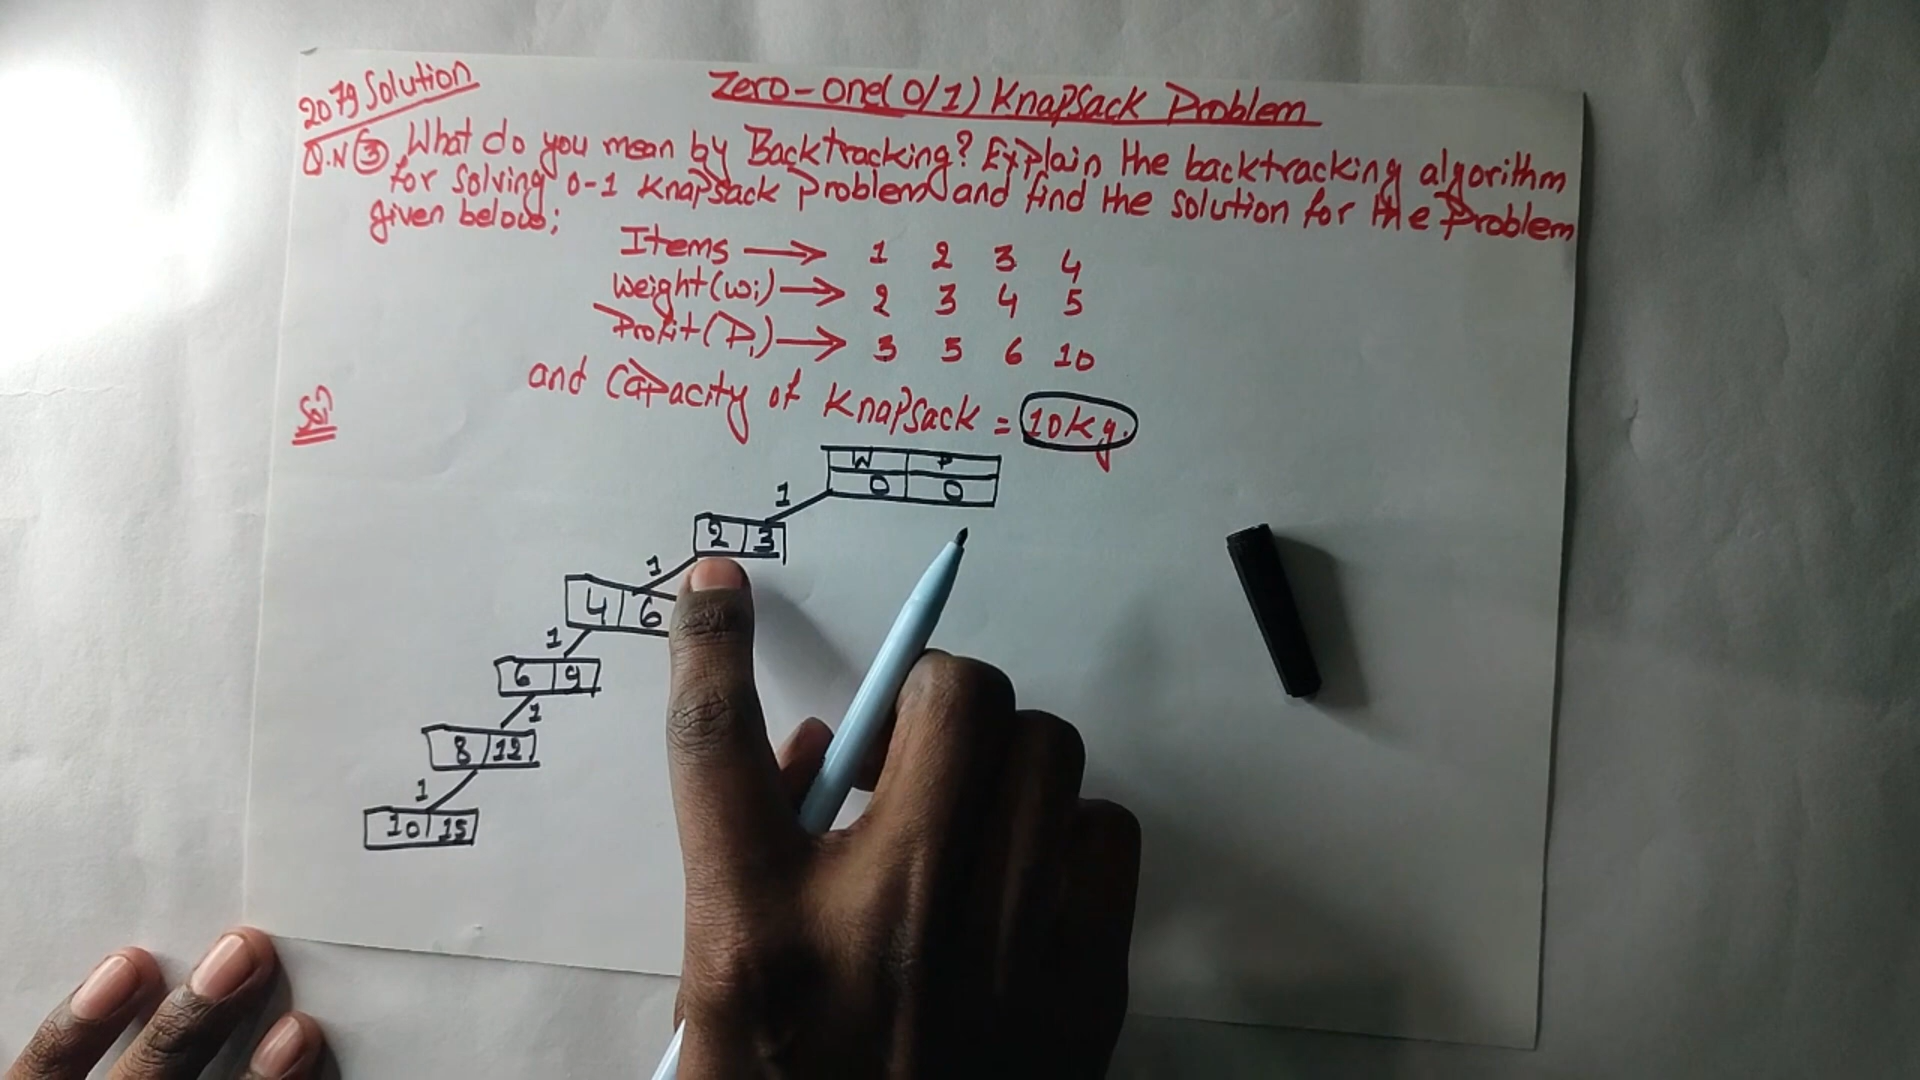 2079 Solution
Zero-one(0/1) Knapsack Problem
Q.N ③ What do you mean by Backtracking? Explain the backtracking algorithm
for solving 0-1 Knapsack problem and find the solution for the Problem
given below;
Items → 1 2 3 4
Weight(wi) → 2 3 4 5
Profit(Pi) → 3 5 6 10
and Capacity of Knapsack = 10kg.
Soln
W P
0 0
1
2 3
1
4 6
1
6 9
1
8 12
1
10 15